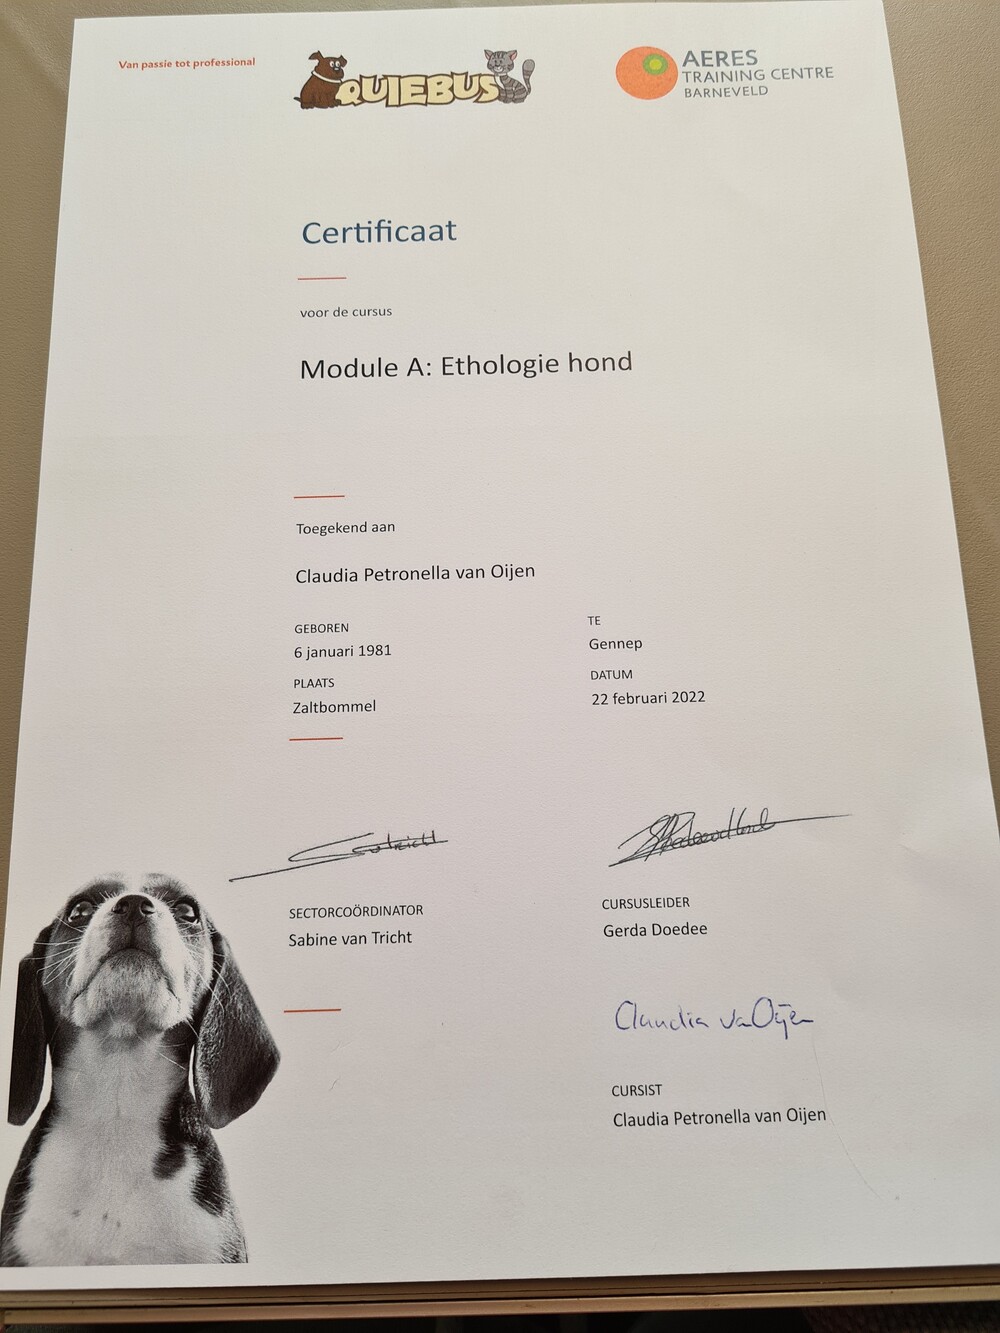 Van passie tot professional
QUIEBUS
AERES
TRAINING CENTRE
BARNEVELD
Certificaat
voor de cursus
Module A: Ethologie hond
Toegekend aan
Claudia Petronella van Oijen
GEBOREN
6 januari 1981
TE
Gennep
PLAATS
Zaltbommel
DATUM
22 februari 2022
SECTORCOÖRDINATOR
Sabine van Tricht
CURSUSLEIDER
Gerda Doedee
Claudia van Oijen
CURSIST
Claudia Petronella van Oijen